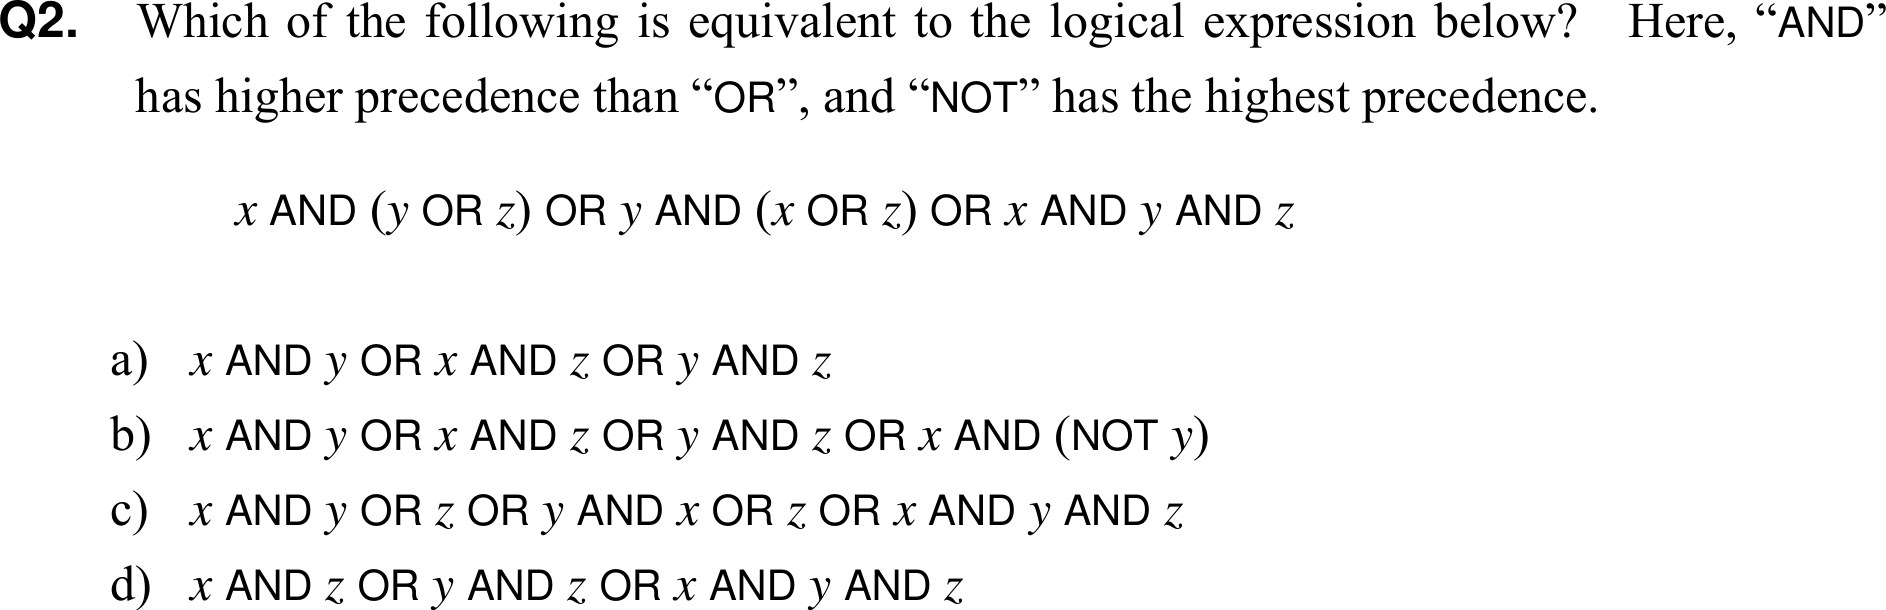 Q2. Which of the following is equivalent to the logical expression below? Here, “AND”
has higher precedence than “OR”, and “NOT” has the highest precedence.
x AND (y OR z) OR y AND (x OR z) OR x AND y AND z
a) x AND y OR x AND z OR y AND z
b) x AND y OR x AND z OR y AND z OR x AND (NOT y)
c) x AND y OR z OR y AND x OR z OR x AND y AND z
d) x AND z OR y AND z OR x AND y AND z